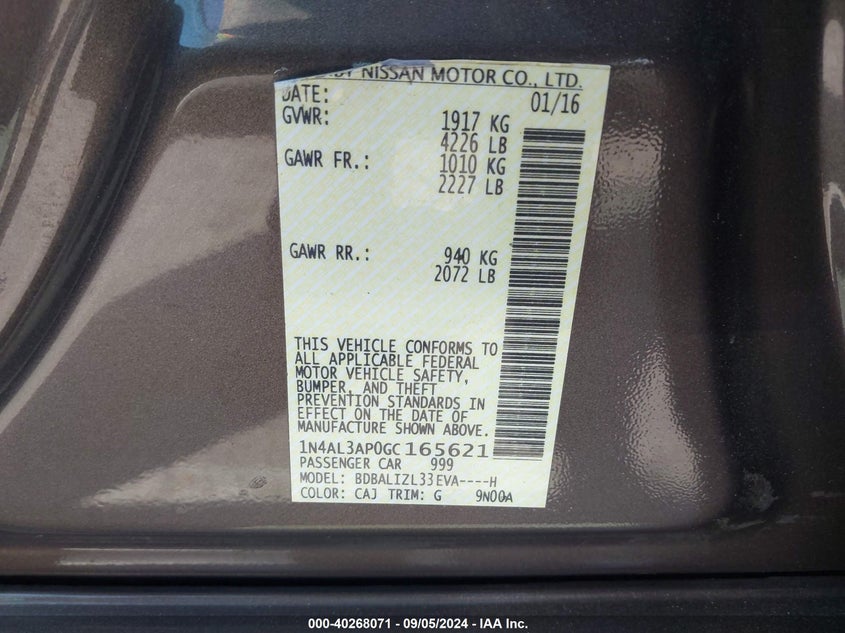 NISSAN MOTOR CO., LTD.
DATE: 01/16
GVWR: 1917 KG
4226 LB
GAWR FR.: 1010 KG
2227 LB
GAWR RR.: 940 KG
2072 LB
THIS VEHICLE CONFORMS TO
ALL APPLICABLE FEDERAL
MOTOR VEHICLE SAFETY,
BUMPER, AND THEFT
PREVENTION STANDARDS IN
EFFECT ON THE DATE OF
MANUFACTURE SHOWN ABOVE.
1N4AL3AP0GC165621
PASSENGER CAR 999
MODEL: BDBALIZL33EVA----H
COLOR: CAJ TRIM: G 9N00A
000-40268071 - 09/05/2024 - IAA Inc.